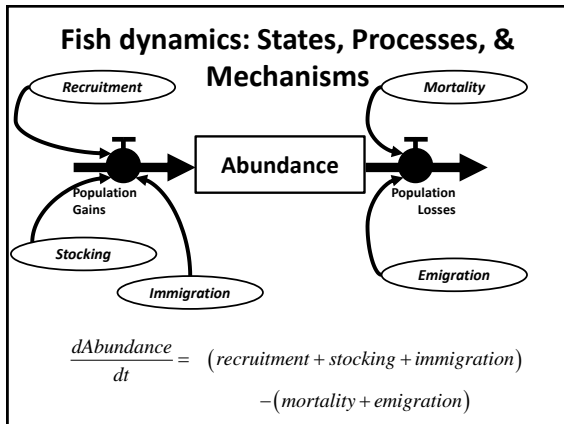 Fish dynamics: States, Processes, &
Mechanisms
Recruitment
Mortality
Abundance
Population
Gains
Population
Losses
Stocking
Emigration
Immigration
dAbundance/dt = (recruitment + stocking + immigration)
−(mortality + emigration)